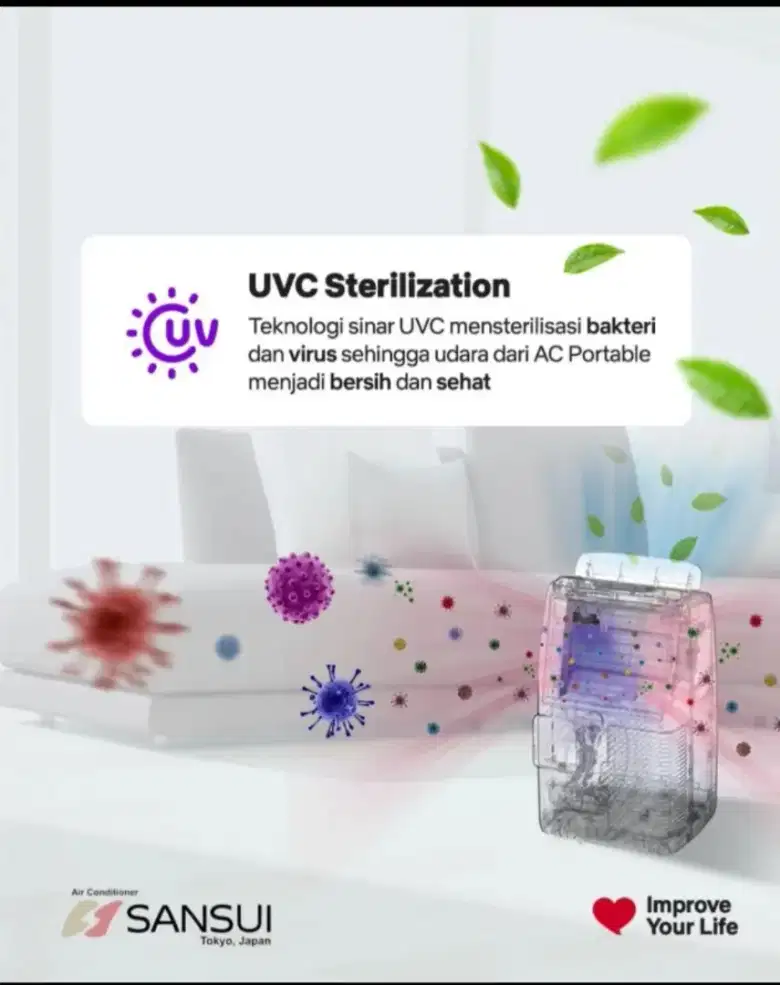 UV
UVC Sterilization
Teknologi sinar UVC mensterilisasi bakteri
dan virus sehingga udara dari AC Portable
menjadi bersih dan sehat
Air Conditioner
SANSUI
Tokyo, Japan
Improve
Your Life